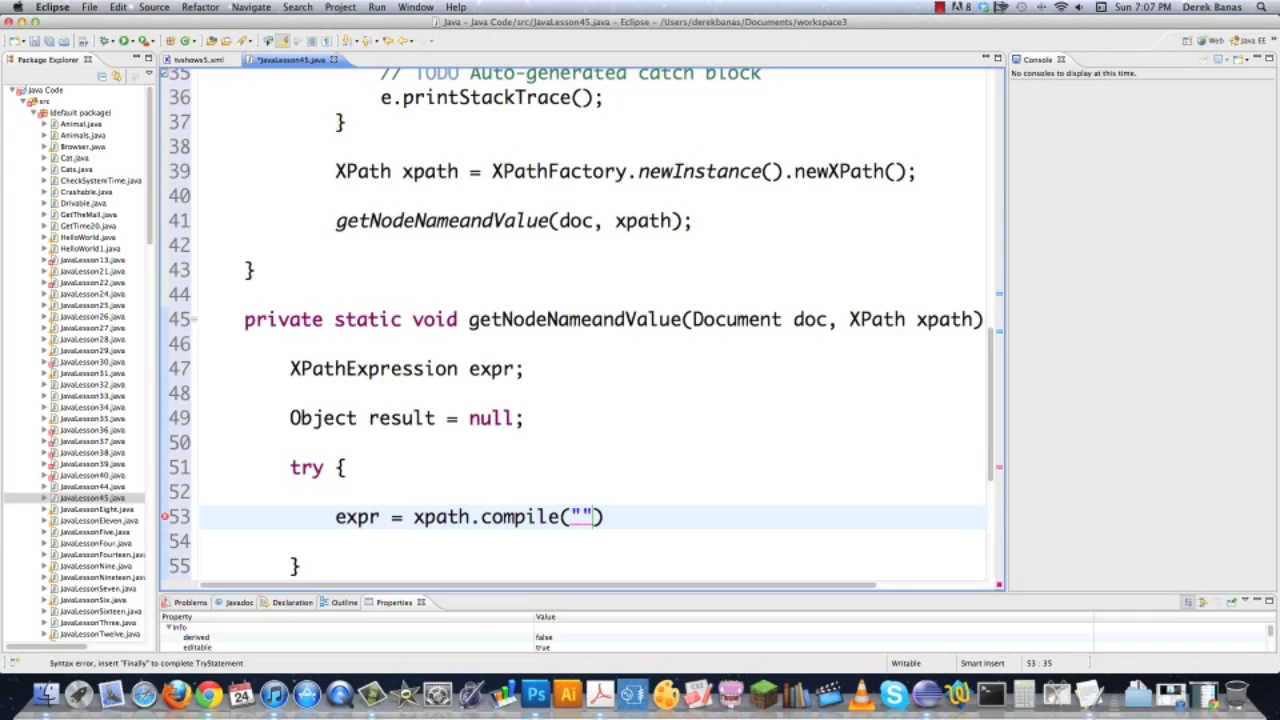 Eclipse File Edit Source Refactor Navigate Search Project Run Window Help Sun 7:07 PM Derek Banas
Java - Java Code/src/JavaLesson45.java - Eclipse - /Users/derekbanas/Documents/workspace3
Web Java EE
Package Explorer
tvshows5.xml *JavaLesson45.java
Console
No consoles to display at this time.
Java Code
src
(default package)
Animal.java
Animals.java
Browser.java
Cat.java
Cats.java
CheckSystemTime.java
Crashable.java
Drivable.java
GetTheMail.java
GetTime20.java
HelloWorld.java
HelloWorld1.java
JavaLesson13.java
JavaLesson21.java
JavaLesson22.java
JavaLesson24.java
JavaLesson25.java
JavaLesson26.java
JavaLesson27.java
JavaLesson28.java
JavaLesson29.java
JavaLesson30.java
JavaLesson31.java
JavaLesson32.java
JavaLesson33.java
JavaLesson34.java
JavaLesson35.java
JavaLesson36.java
JavaLesson37.java
JavaLesson38.java
JavaLesson39.java
JavaLesson40.java
JavaLesson44.java
JavaLesson45.java
JavaLessonEight.java
JavaLessonEleven.java
JavaLessonFive.java
JavaLessonFour.java
JavaLessonFourteen.java
JavaLessonNine.java
JavaLessonNineteen.java
JavaLessonSeven.java
JavaLessonSix.java
JavaLessonSixteen.java
JavaLessonThree.java
JavaLessonTwelve.java
35 // TODO Auto-generated catch block
36 e.printStackTrace();
37 }
38
39 XPath xpath = XPathFactory.newInstance().newXPath();
40
41 getNodeNameandValue(doc, xpath);
42
43 }
44
45 private static void getNodeNameandValue(Document doc, XPath xpath)
46
47 XPathExpression expr;
48
49 Object result = null;
50
51 try {
52
53 expr = xpath.compile("")
54
55 }
Problems Javadoc Declaration Outline Properties
Property Value
Info
derived false
editable true
Syntax error, insert "Finally" to complete TryStatement Writable Smart Insert 53 : 35